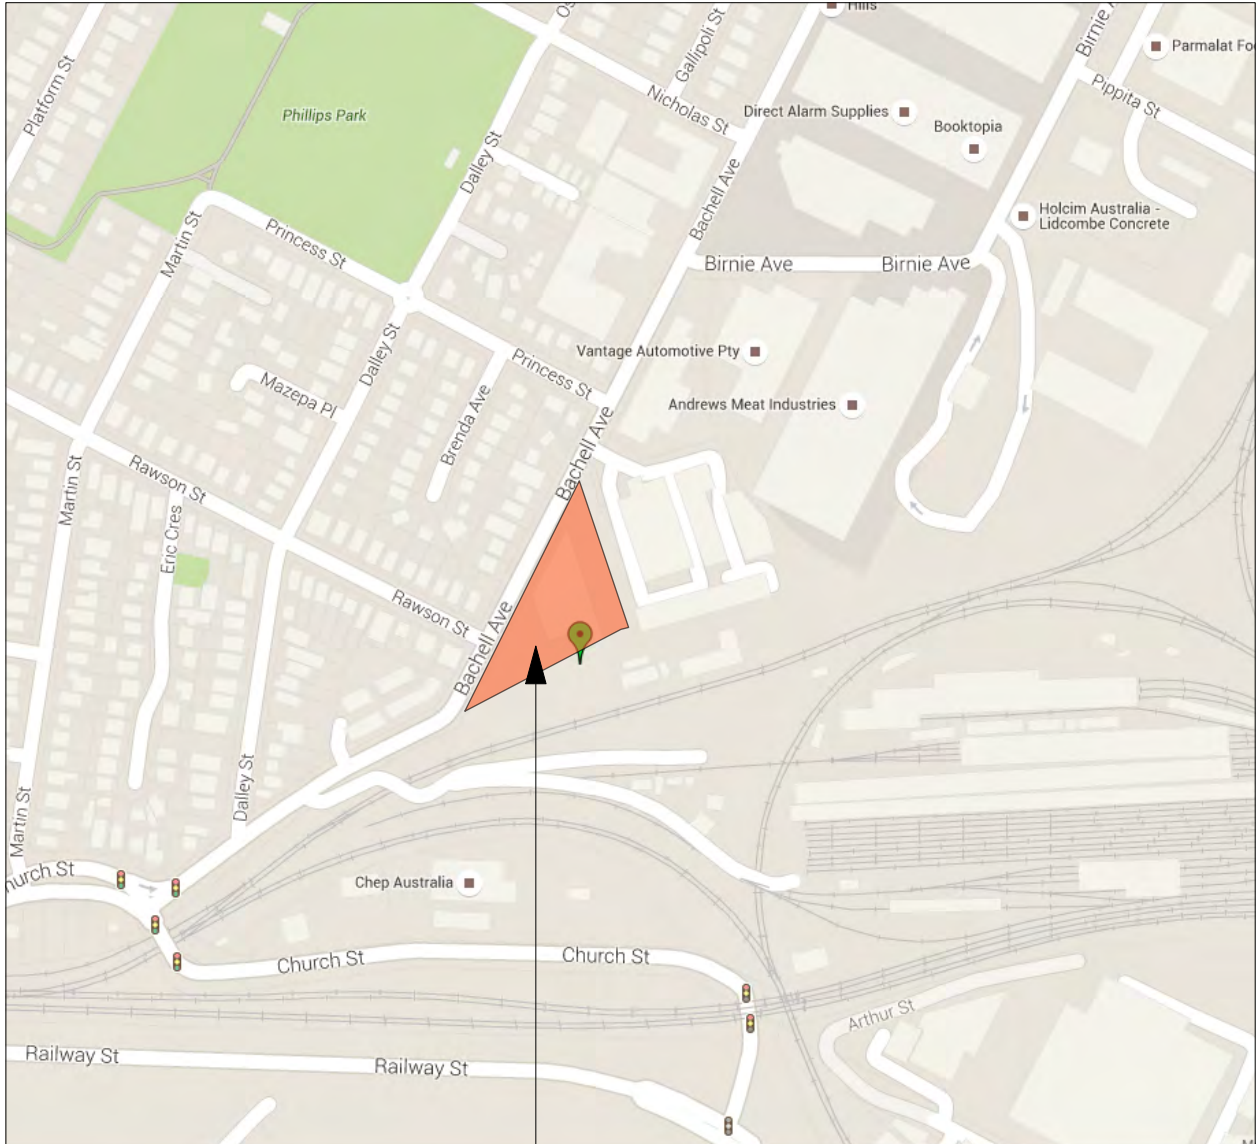 Hills
Os
Birnie A
Parmalat Fo
Platform St
Gallipoli St
Phillips Park
Nicholas St
Direct Alarm Supplies
Booktopia
Pippita St
Dalley St
Bachell Ave
Holcim Australia -
Lidcombe Concrete
Martin St
Princess St
Birnie Ave
Birnie Ave
Dalley St
Vantage Automotive Pty
Princess St
Mazepa Pl
Brenda Ave
Andrews Meat Industries
Bachell Ave
Martin St
Rawson St
Eric Cres
Rawson St
Bachell Ave
Dalley St
Martin St
hurch St
Chep Australia
Church St
Church St
Arthur St
Railway St
Railway St